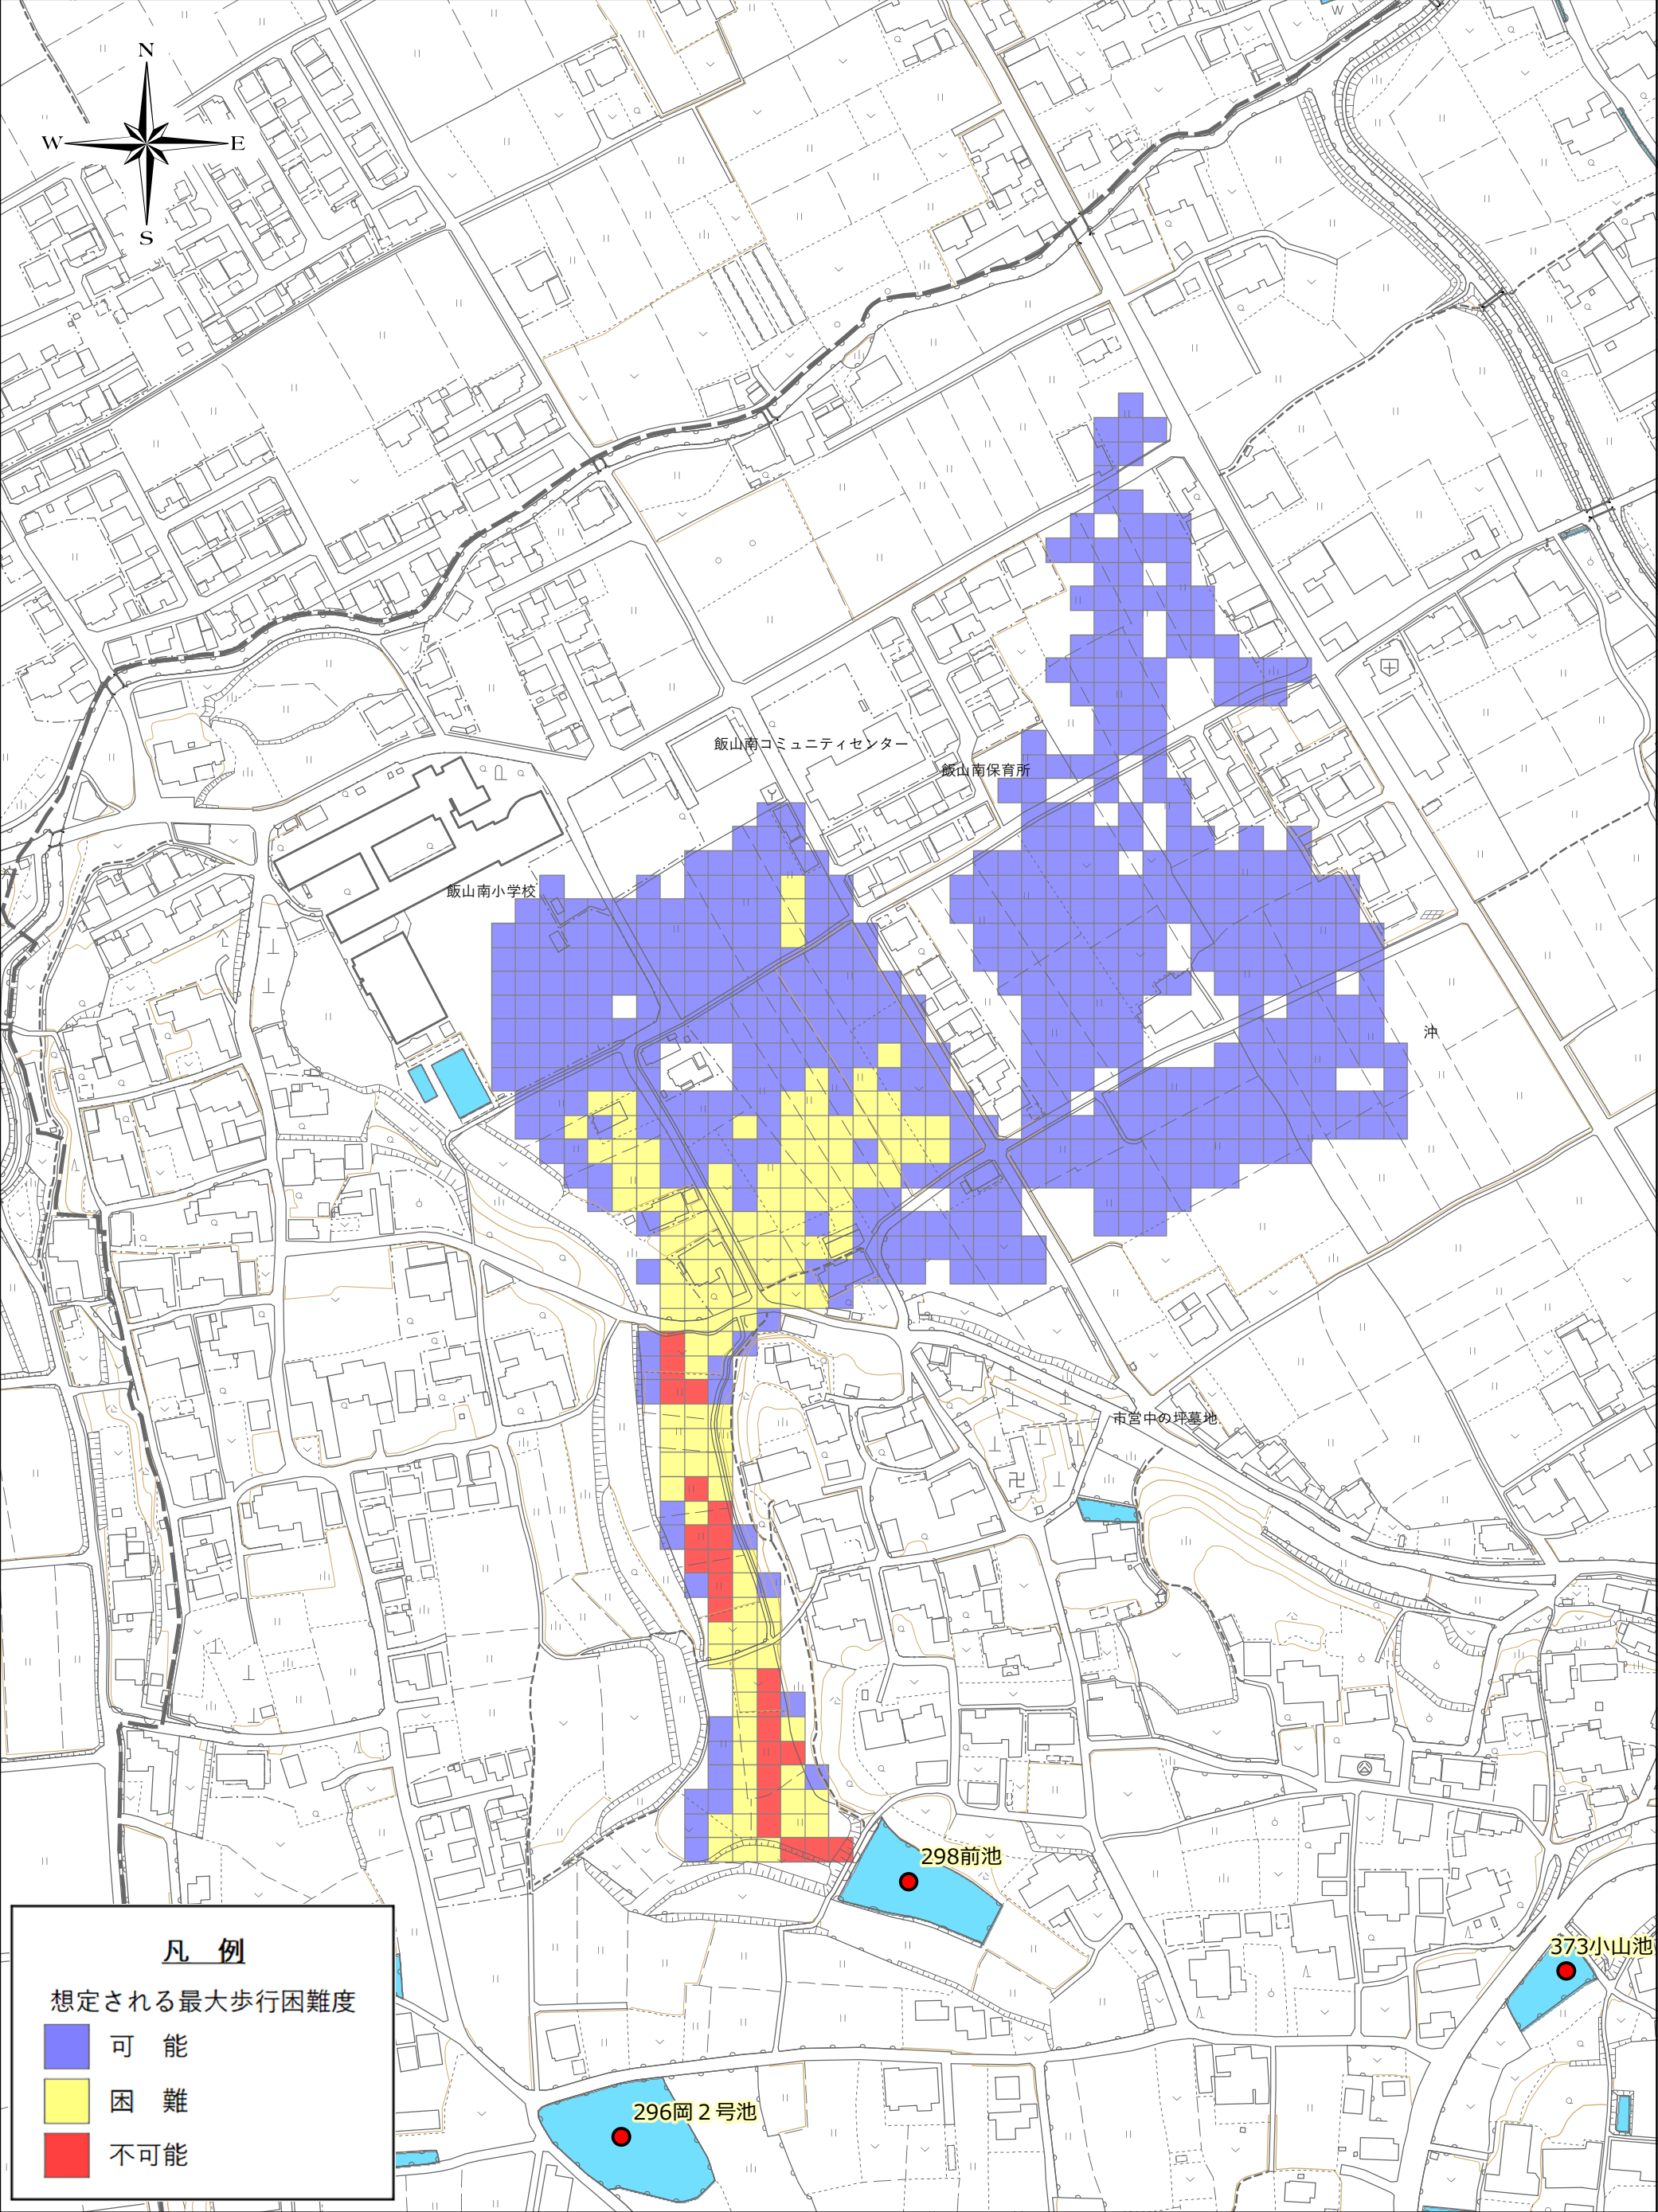 N
W
E
S
飯山南コミュニティセンター
飯山南保育所
飯山南小学校
沖
市営中の坪墓地
298前池
373小山池
296岡2号池
凡　例
想定される最大歩行困難度
可　能
困　難
不可能